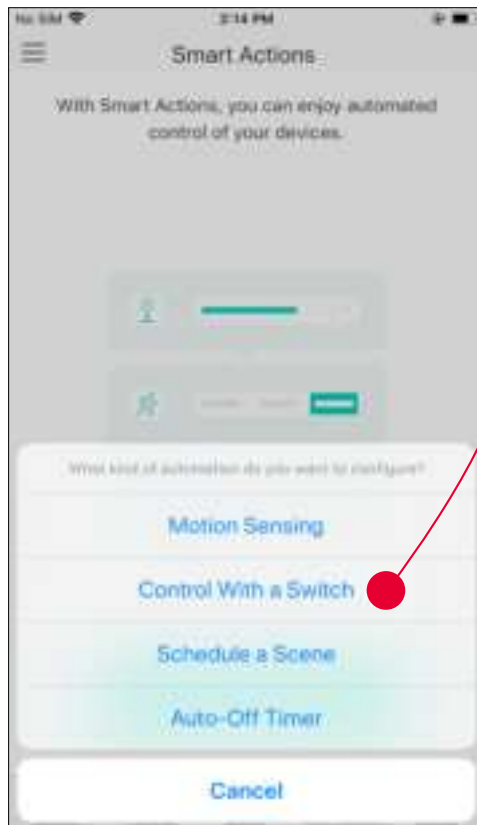 No SIM 2:14 PM
Smart Actions
With Smart Actions, you can enjoy automated
control of your devices.
What kind of automation do you want to configure?
Motion Sensing
Control With a Switch
Schedule a Scene
Auto-Off Timer
Cancel